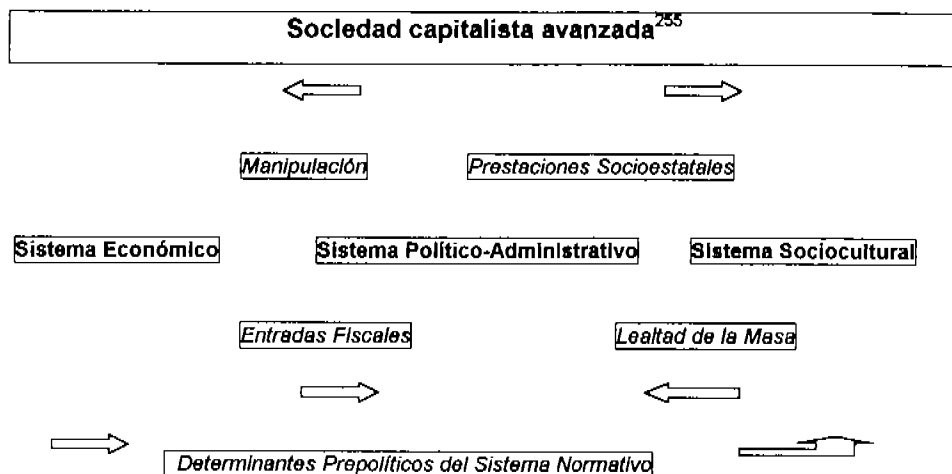 Sociedad capitalista avanzada255
Manipulación Prestaciones Socioestatales
Sistema Económico Sistema Político-Administrativo Sistema Sociocultural
Entradas Fiscales Lealtad de la Masa
Determinantes Prepolíticos del Sistema Normativo